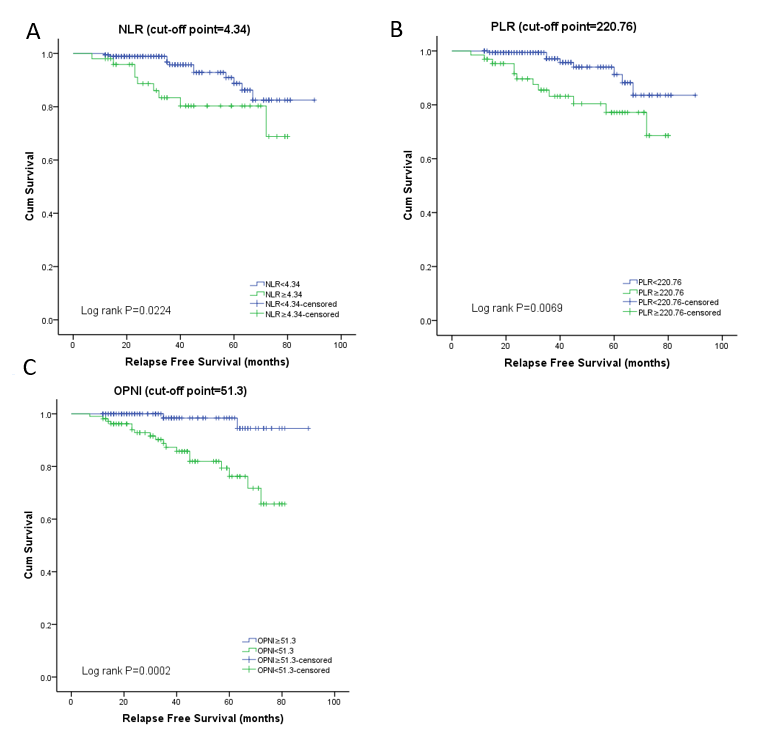 A
NLR (cut-off point=4.34)
1.0
0.8
0.6
0.4
0.2
0.0
Cum Survival
NLR<4.34
NLR≥4.34
NLR<4.34-censored
NLR≥4.34-censored
Log rank P=0.0224
0 20 40 60 80 100
Relapse Free Survival (months)
B
PLR (cut-off point=220.76)
1.0
0.8
0.6
0.4
0.2
0.0
Cum Survival
PLR<220.76
PLR≥220.76
PLR<220.76-censored
PLR≥220.76-censored
Log rank P=0.0069
0 20 40 60 80 100
Relapse Free Survival (months)
C
OPNI (cut-off point=51.3)
1.0
0.8
0.6
0.4
0.2
0.0
Cum Survival
OPNI≥51.3
OPNI<51.3
OPNI≥51.3-censored
OPNI<51.3-censored
Log rank P=0.0002
0 20 40 60 80 100
Relapse Free Survival (months)